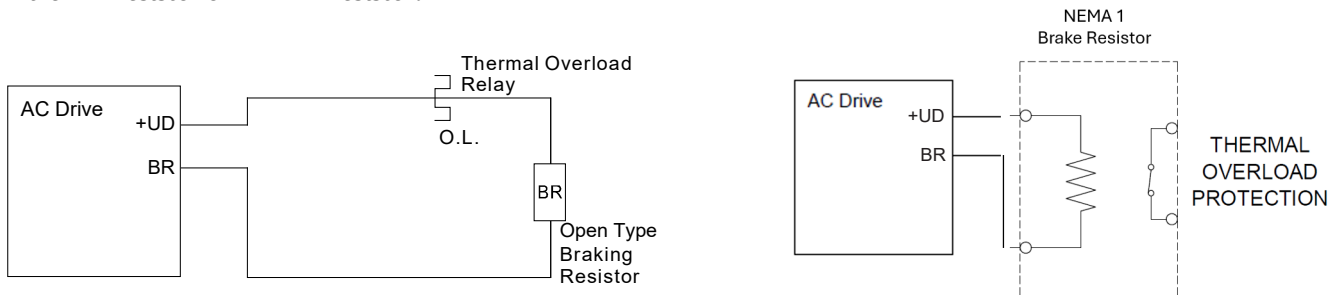 AC Drive
+UD
BR
Thermal Overload
Relay
O.L.
BR
Open Type
Braking
Resistor
NEMA 1
Brake Resistor
AC Drive
+UD
BR
THERMAL
OVERLOAD
PROTECTION